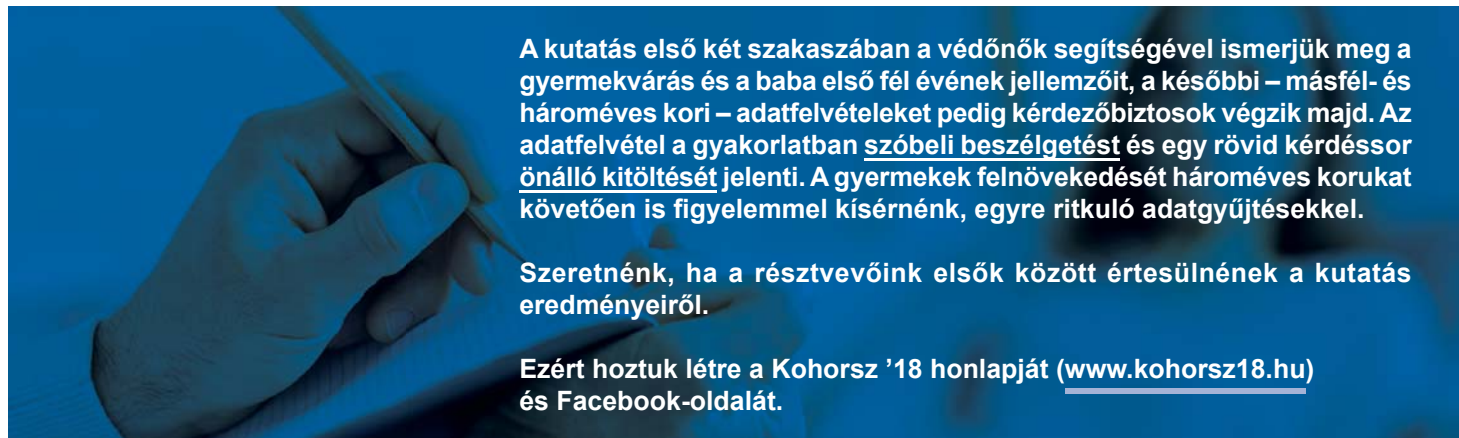 A kutatás első két szakaszában a védőnők segítségével ismerjük meg a
gyermekvárás és a baba első fél évének jellemzőit, a későbbi – másfél- és
hároméves kori – adatfelvételeket pedig kérdezőbiztosok végzik majd. Az
adatfelvétel a gyakorlatban szóbeli beszélgetést és egy rövid kérdéssor
önálló kitöltését jelenti. A gyermekek felnövekedését hároméves korukat
követően is figyelemmel kísérnénk, egyre ritkuló adatgyűjtésekkel.
Szeretnénk, ha a résztvevőink elsők között értesülnének a kutatás
eredményeiről.
Ezért hoztuk létre a Kohorsz ’18 honlapját (www.kohorsz18.hu)
és Facebook-oldalát.